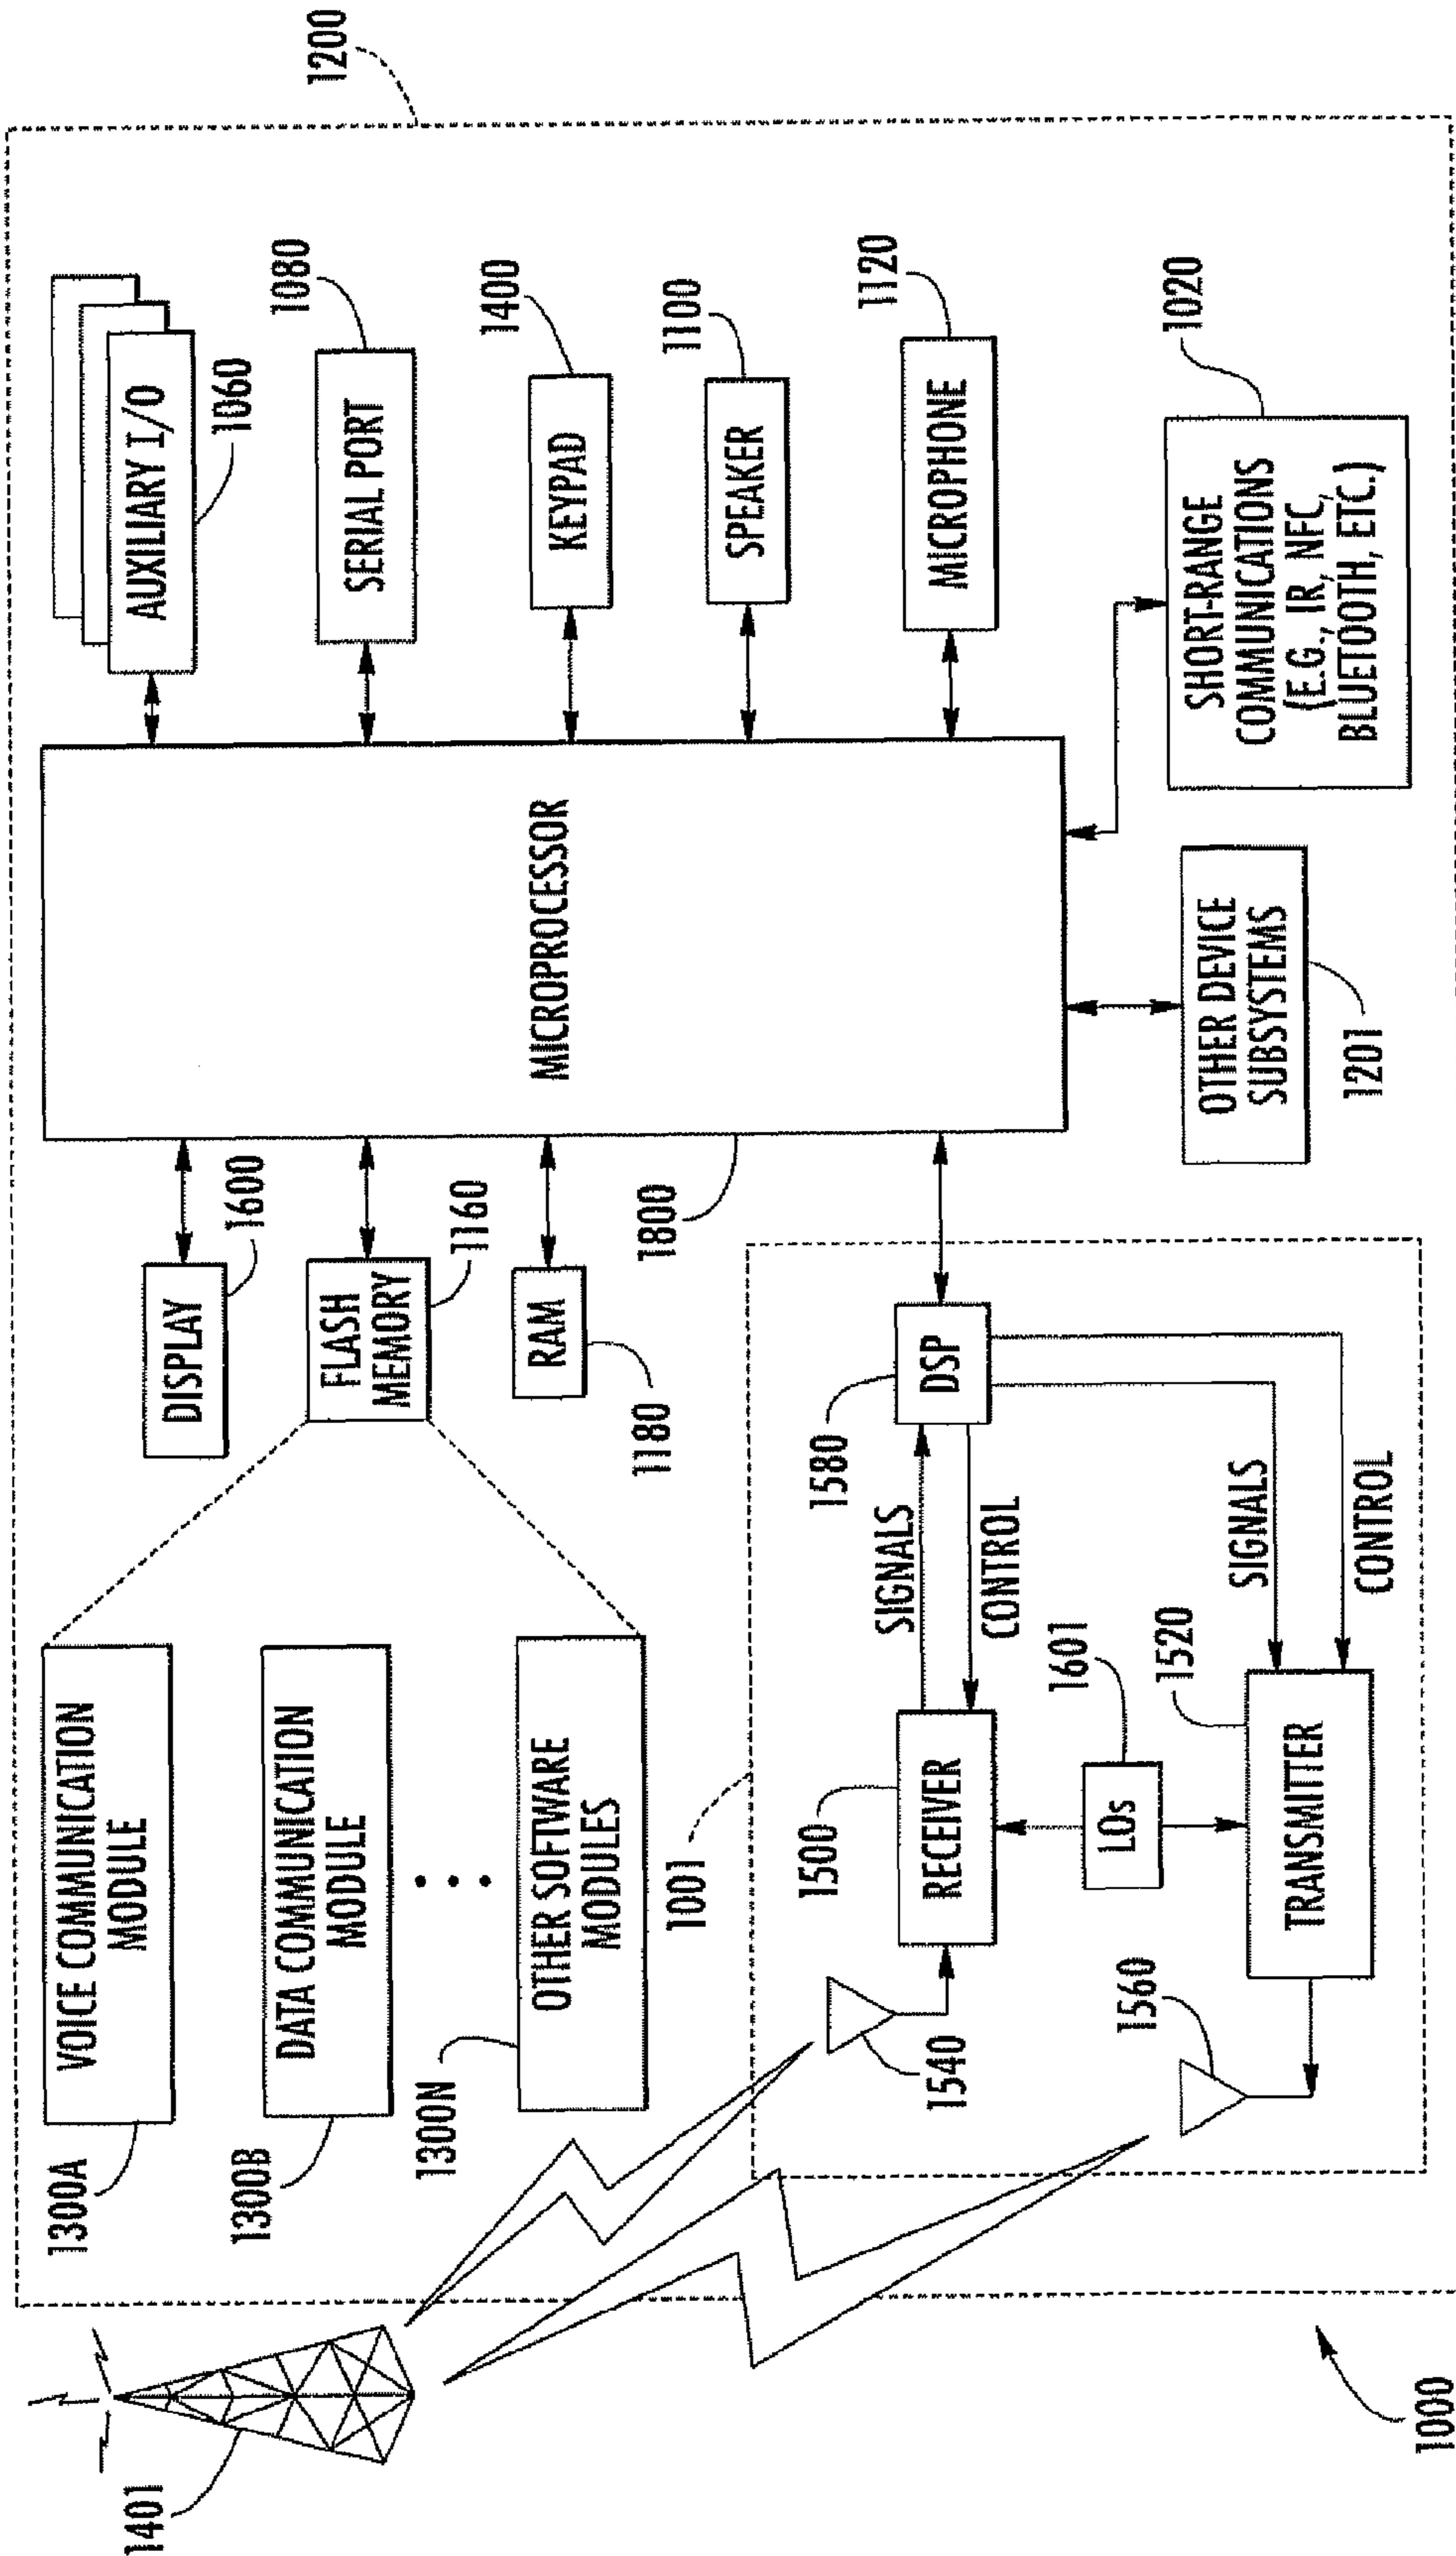 1401
1300A
VOICE COMMUNICATION
MODULE
1300B
DATA COMMUNICATION
MODULE
1300N
OTHER SOFTWARE
MODULES
DISPLAY
1600
FLASH
MEMORY
1160
RAM
1180
MICROPROCESSOR
1800
AUXILIARY I/O
1060
SERIAL PORT
1080
KEYPAD
1400
SPEAKER
1100
MICROPHONE
1120
1200
1001
1540
1500
RECEIVER
SIGNALS
CONTROL
1580
DSP
LOs
1601
1560
1520
TRANSMITTER
SIGNALS
CONTROL
OTHER DEVICE
SUBSYSTEMS
1201
SHORT-RANGE
COMMUNICATIONS
(E.G., IR, NFC,
BLUETOOTH, ETC.)
1020
1000